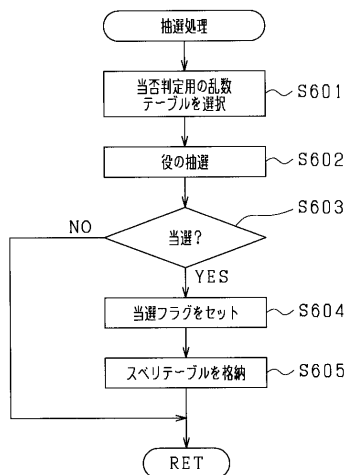 抽選処理
当否判定用の乱数
テーブルを選択
S601
役の抽選
S602
S603
当選?
NO
YES
当選フラグをセット
S604
スベリテーブルを格納
S605
RET